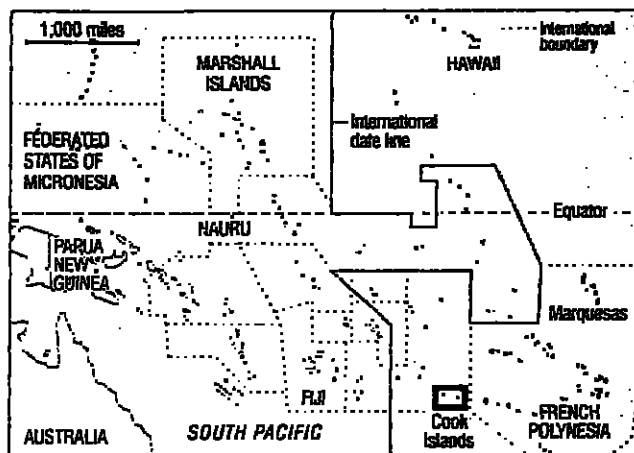 1,000 miles
International
boundary
HAWAII
MARSHALL
ISLANDS
International
date line
FEDERATED
STATES OF
MICRONESIA
Equator
NAURU
PAPUA
NEW
GUINEA
Marquesas
FIJI
Cook
Islands
FRENCH
POLYNESIA
AUSTRALIA
SOUTH PACIFIC